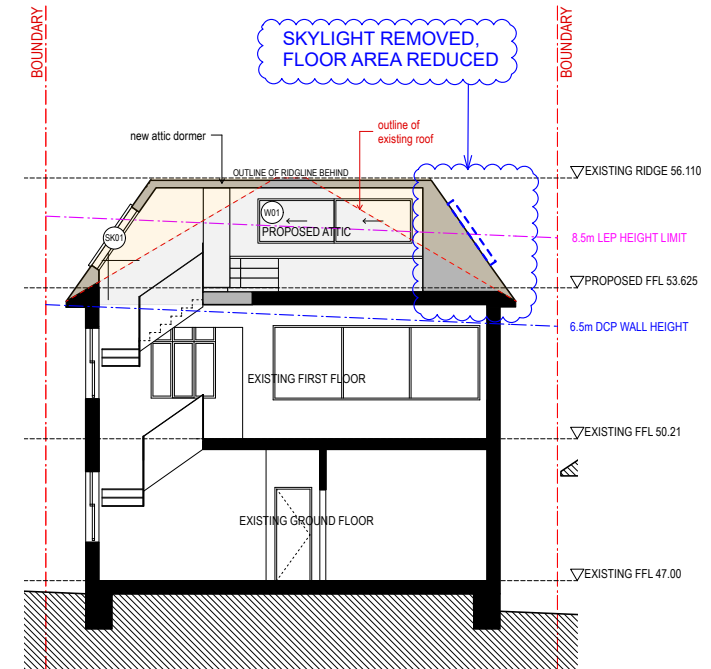 BOUNDARY
SKYLIGHT REMOVED,
FLOOR AREA REDUCED
BOUNDARY
new attic dormer
outline of
existing roof
OUTLINE OF RIDGLINE BEHIND
EXISTING RIDGE 56.110
W01
SK01
PROPOSED ATTIC
8.5m LEP HEIGHT LIMIT
PROPOSED FFL 53.625
6.5m DCP WALL HEIGHT
EXISTING FIRST FLOOR
EXISTING FFL 50.21
EXISTING GROUND FLOOR
EXISTING FFL 47.00